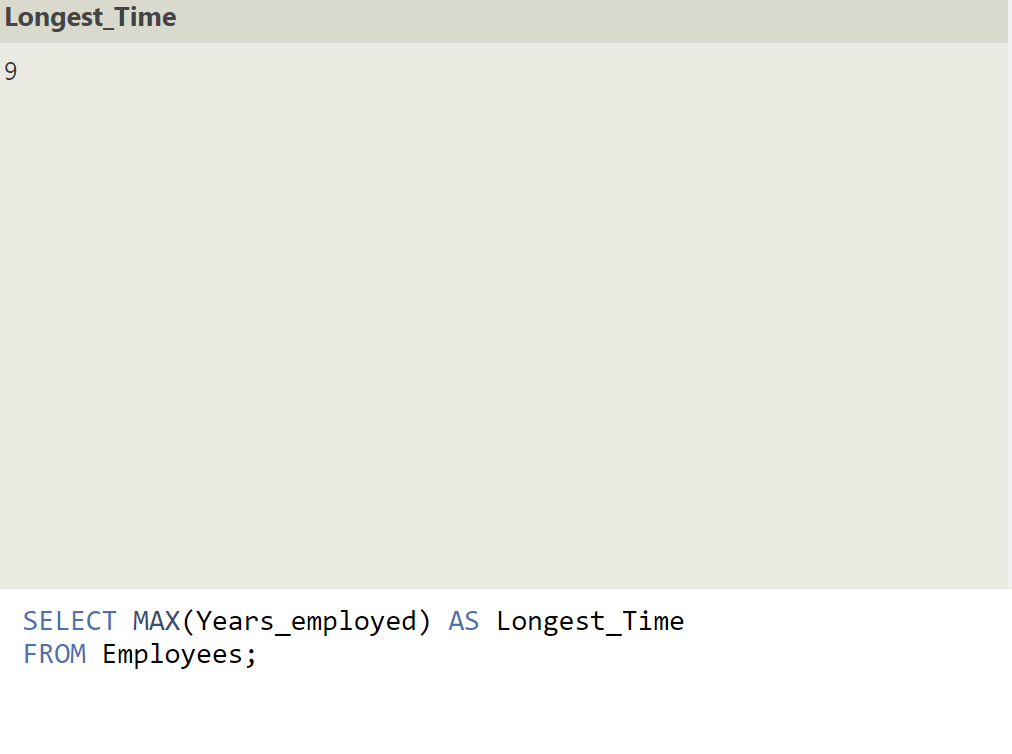 Longest_Time
9
SELECT MAX(Years_employed) AS Longest_Time
FROM Employees;